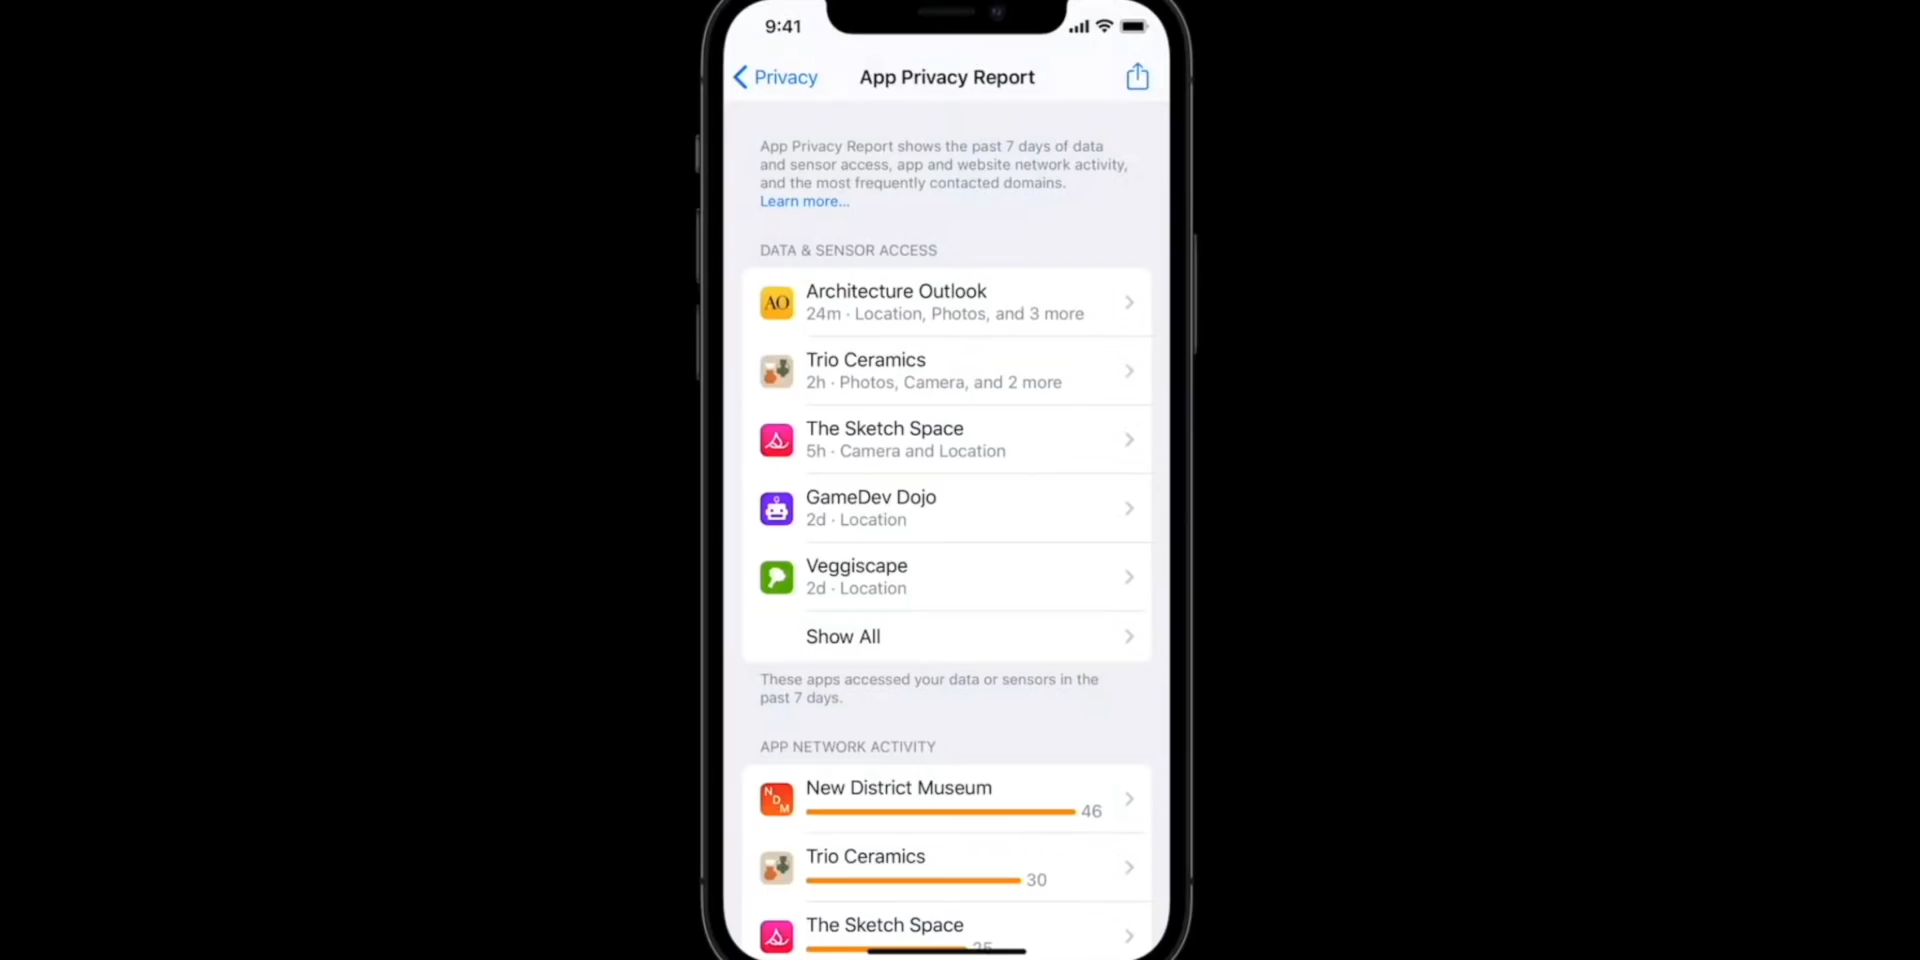 9:41
Privacy
App Privacy Report
App Privacy Report shows the past 7 days of data
and sensor access, app and website network activity,
and the most frequently contacted domains.
Learn more...
DATA & SENSOR ACCESS
AO
Architecture Outlook
24m · Location, Photos, and 3 more
Trio Ceramics
2h · Photos, Camera, and 2 more
The Sketch Space
5h · Camera and Location
GameDev Dojo
2d · Location
Veggiscape
2d · Location
Show All
These apps accessed your data or sensors in the
past 7 days.
APP NETWORK ACTIVITY
NDM
New District Museum
46
Trio Ceramics
30
The Sketch Space